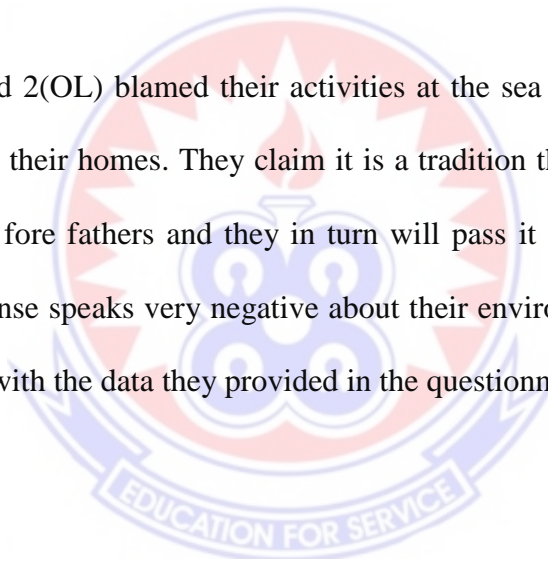 d 2(OL) blamed their activities at the sea
their homes. They claim it is a tradition th
fore fathers and they in turn will pass it
nse speaks very negative about their enviro
with the data they provided in the questionn
EDUCATION FOR SERVICE